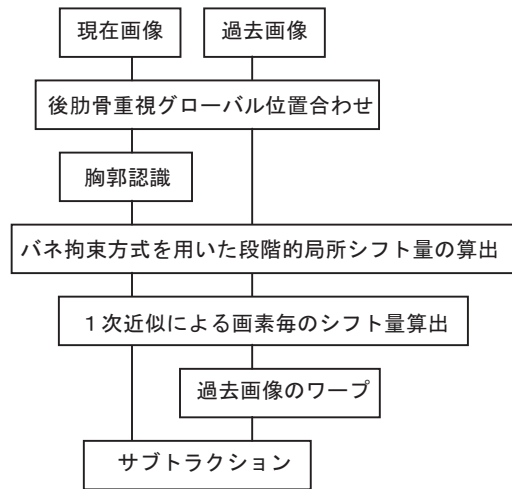 現在画像
過去画像
後肋骨重視グローバル位置合わせ
胸郭認識
バネ拘束方式を用いた段階的局所シフト量の算出
１次近似による画素毎のシフト量算出
過去画像のワープ
サブトラクション